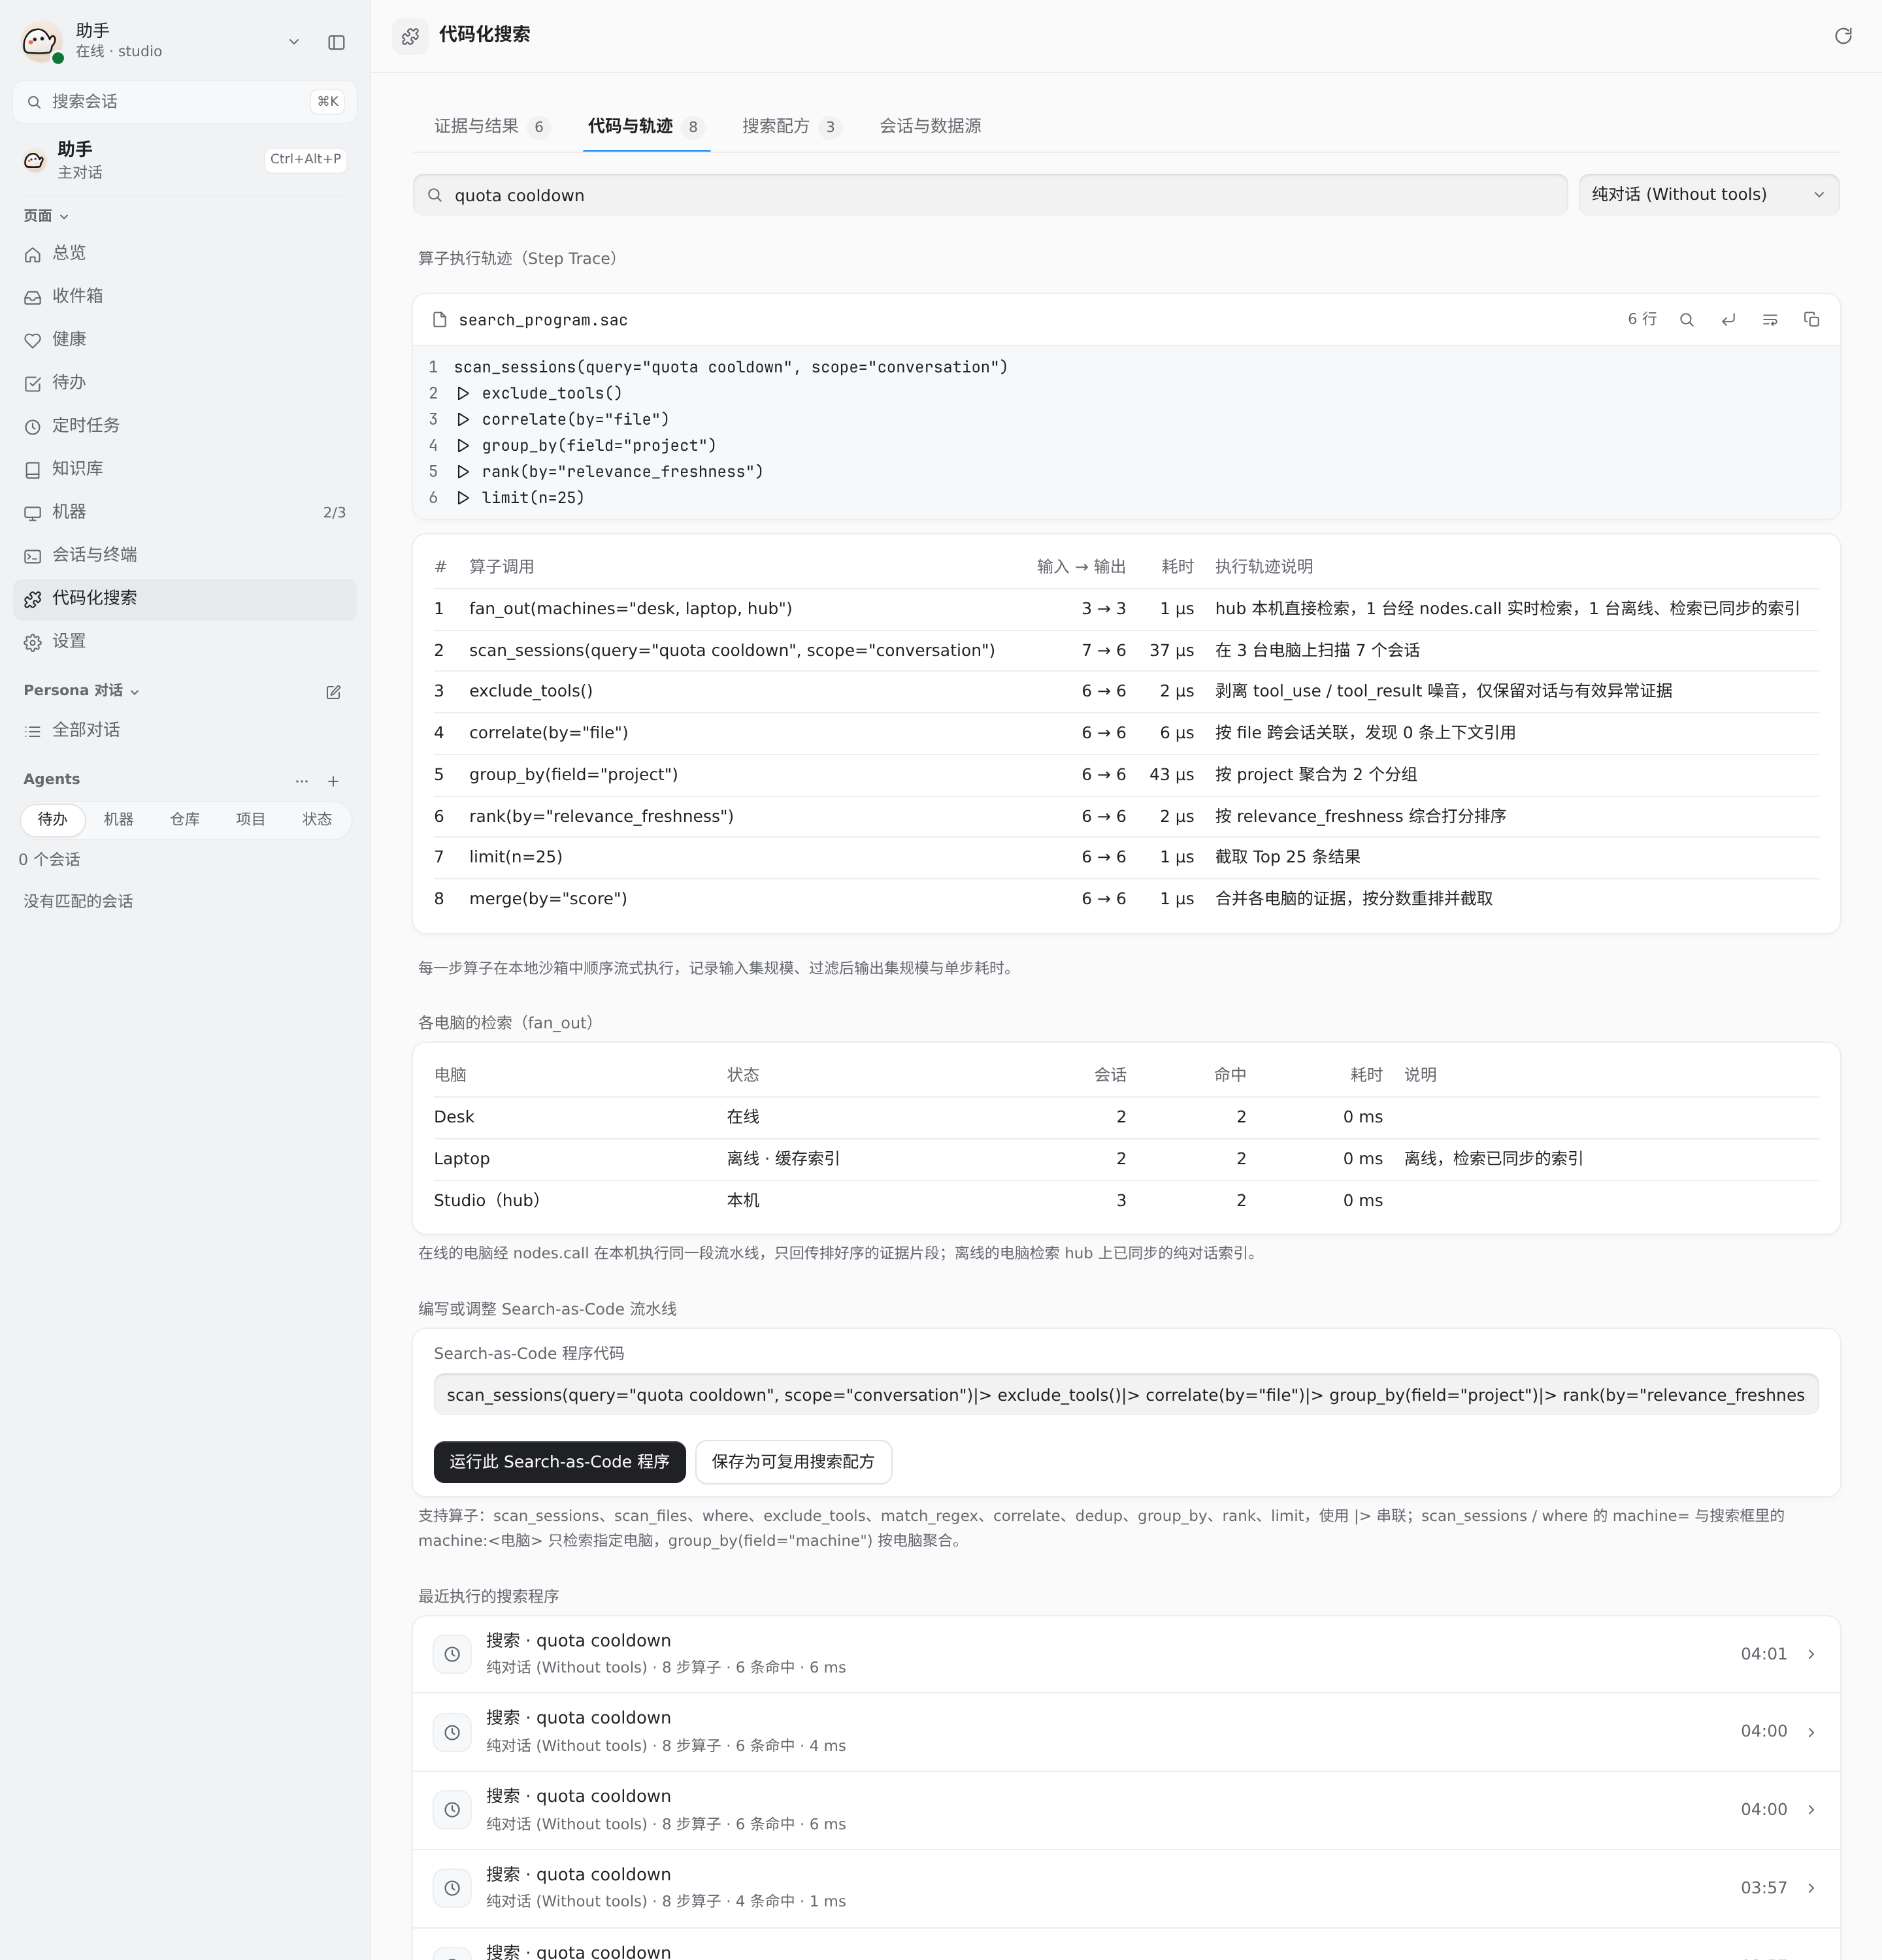 助手
在线 · studio
搜索会话
⌘K
助手
主对话
Ctrl+Alt+P
页面
总览
收件箱
健康
待办
定时任务
知识库
机器
2/3
会话与终端
代码化搜索
设置
Persona 对话
全部对话
Agents
待办 机器 仓库 项目 状态
0 个会话
没有匹配的会话
代码化搜索
证据与结果 6 代码与轨迹 8 搜索配方 3 会话与数据源
quota cooldown
纯对话 (Without tools)
算子执行轨迹（Step Trace）
search_program.sac
6 行
1 scan_sessions(query="quota cooldown", scope="conversation")
2 ▷ exclude_tools()
3 ▷ correlate(by="file")
4 ▷ group_by(field="project")
5 ▷ rank(by="relevance_freshness")
6 ▷ limit(n=25)
# 算子调用 输入 → 输出 耗时 执行轨迹说明
1 fan_out(machines="desk, laptop, hub") 3 → 3 1 µs hub 本机直接检索，1 台经 nodes.call 实时检索，1 台离线、检索已同步的索引
2 scan_sessions(query="quota cooldown", scope="conversation") 7 → 6 37 µs 在 3 台电脑上扫描 7 个会话
3 exclude_tools() 6 → 6 2 µs 剥离 tool_use / tool_result 噪音，仅保留对话与有效异常证据
4 correlate(by="file") 6 → 6 6 µs 按 file 跨会话关联，发现 0 条上下文引用
5 group_by(field="project") 6 → 6 43 µs 按 project 聚合为 2 个分组
6 rank(by="relevance_freshness") 6 → 6 2 µs 按 relevance_freshness 综合打分排序
7 limit(n=25) 6 → 6 1 µs 截取 Top 25 条结果
8 merge(by="score") 6 → 6 1 µs 合并各电脑的证据，按分数重排并截取
每一步算子在本地沙箱中顺序流式执行，记录输入集规模、过滤后输出集规模与单步耗时。
各电脑的检索（fan_out）
电脑 状态 会话 命中 耗时 说明
Desk 在线 2 2 0 ms
Laptop 离线 · 缓存索引 2 2 0 ms 离线，检索已同步的索引
Studio（hub） 本机 3 2 0 ms
在线的电脑经 nodes.call 在本机执行同一段流水线，只回传排好序的证据片段；离线的电脑检索 hub 上已同步的纯对话索引。
编写或调整 Search-as-Code 流水线
Search-as-Code 程序代码
scan_sessions(query="quota cooldown", scope="conversation")|> exclude_tools()|> correlate(by="file")|> group_by(field="project")|> rank(by="relevance_freshnes
运行此 Search-as-Code 程序 保存为可复用搜索配方
支持算子：scan_sessions、scan_files、where、exclude_tools、match_regex、correlate、dedup、group_by、rank、limit，使用 |> 串联；scan_sessions / where 的 machine= 与搜索框里的
machine:<电脑> 只检索指定电脑，group_by(field="machine") 按电脑聚合。
最近执行的搜索程序
搜索 · quota cooldown
纯对话 (Without tools) · 8 步算子 · 6 条命中 · 6 ms
04:01
搜索 · quota cooldown
纯对话 (Without tools) · 8 步算子 · 6 条命中 · 4 ms
04:00
搜索 · quota cooldown
纯对话 (Without tools) · 8 步算子 · 6 条命中 · 6 ms
04:00
搜索 · quota cooldown
纯对话 (Without tools) · 8 步算子 · 4 条命中 · 1 ms
03:57
搜索 · quota cooldown